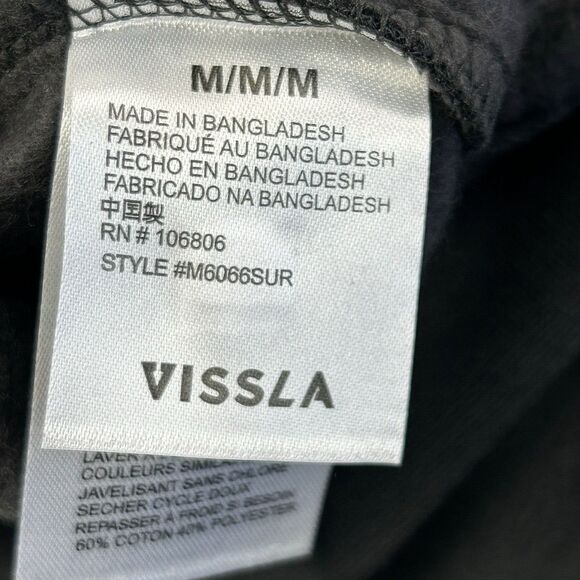 M/M/M
MADE IN BANGLADESH
FABRIQUÉ AU BANGLADESH
HECHO EN BANGLADESH
FABRICADO NA BANGLADESH
中国製
RN # 106806
STYLE #M6066SUR
VISSLA
COULEURS
JAVELISANT SANS CHLORE
SECHER CYCLE DOUX
REPASSER À FROID SI BESOIN
60% COTON 40% POLYESTER